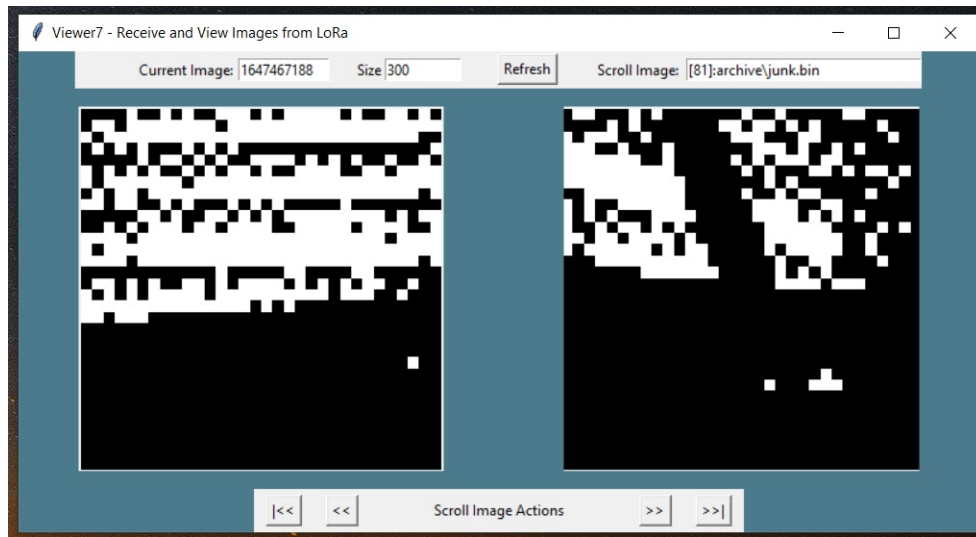 Viewer7 - Receive and View Images from LoRa
Current Image: 1647467188 Size 300 Refresh Scroll Image: [81]:archive\junk.bin
|<< << Scroll Image Actions >> >>|